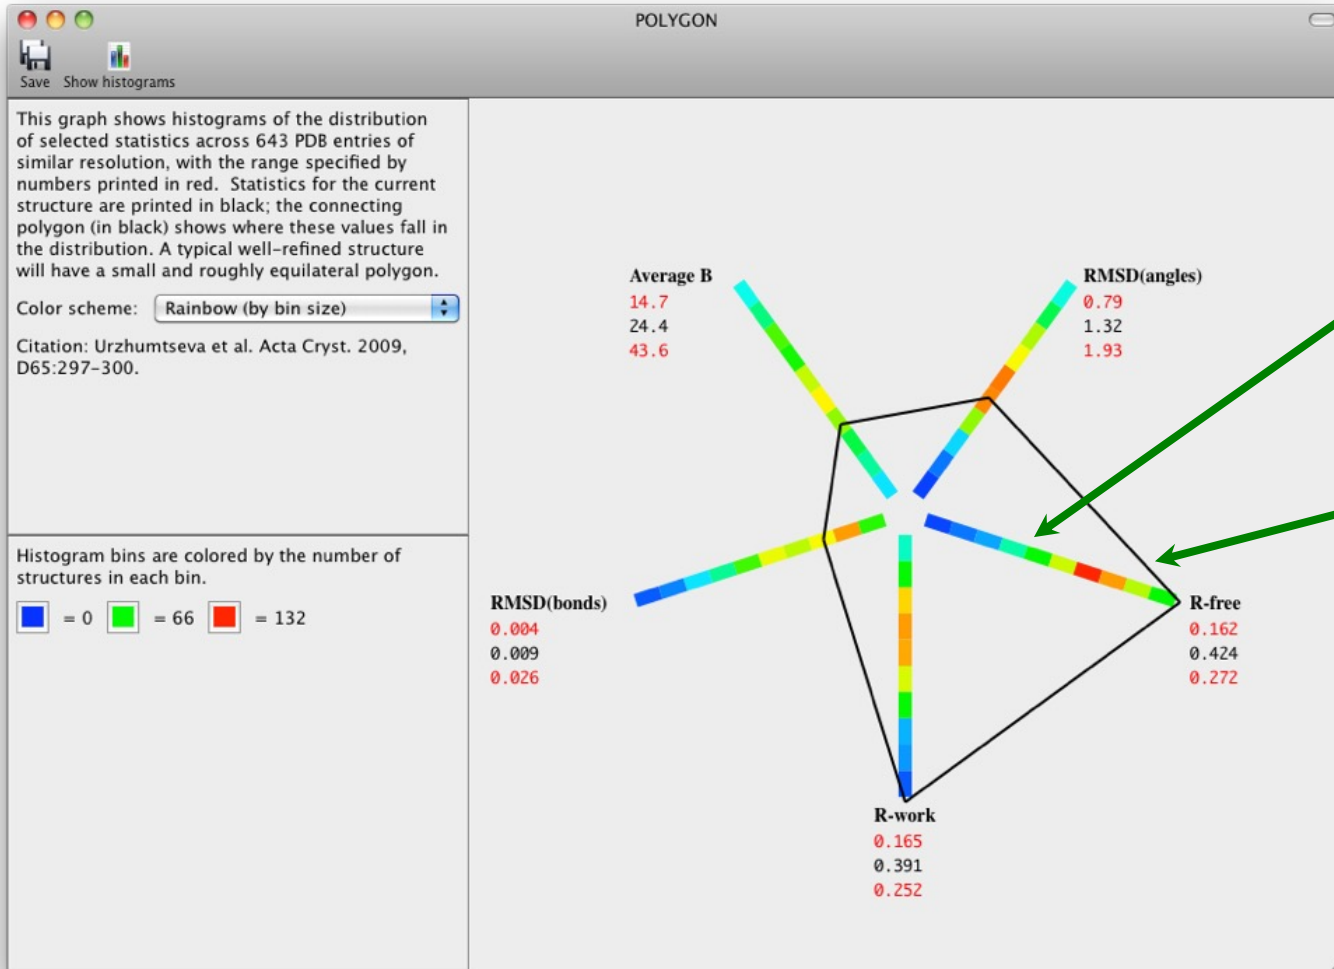 POLYGON
Save Show histograms
This graph shows histograms of the distribution
of selected statistics across 643 PDB entries of
similar resolution, with the range specified by
numbers printed in red. Statistics for the current
structure are printed in black; the connecting
polygon (in black) shows where these values fall in
the distribution. A typical well-refined structure
will have a small and roughly equilateral polygon.
Color scheme: Rainbow (by bin size)
Citation: Urzhumtseva et al. Acta Cryst. 2009,
D65:297-300.
Histogram bins are colored by the number of
structures in each bin.
= 0 = 66 = 132
Average B
14.7
24.4
43.6
RMSD(angles)
0.79
1.32
1.93
RMSD(bonds)
0.004
0.009
0.026
R-free
0.162
0.424
0.272
R-work
0.165
0.391
0.252